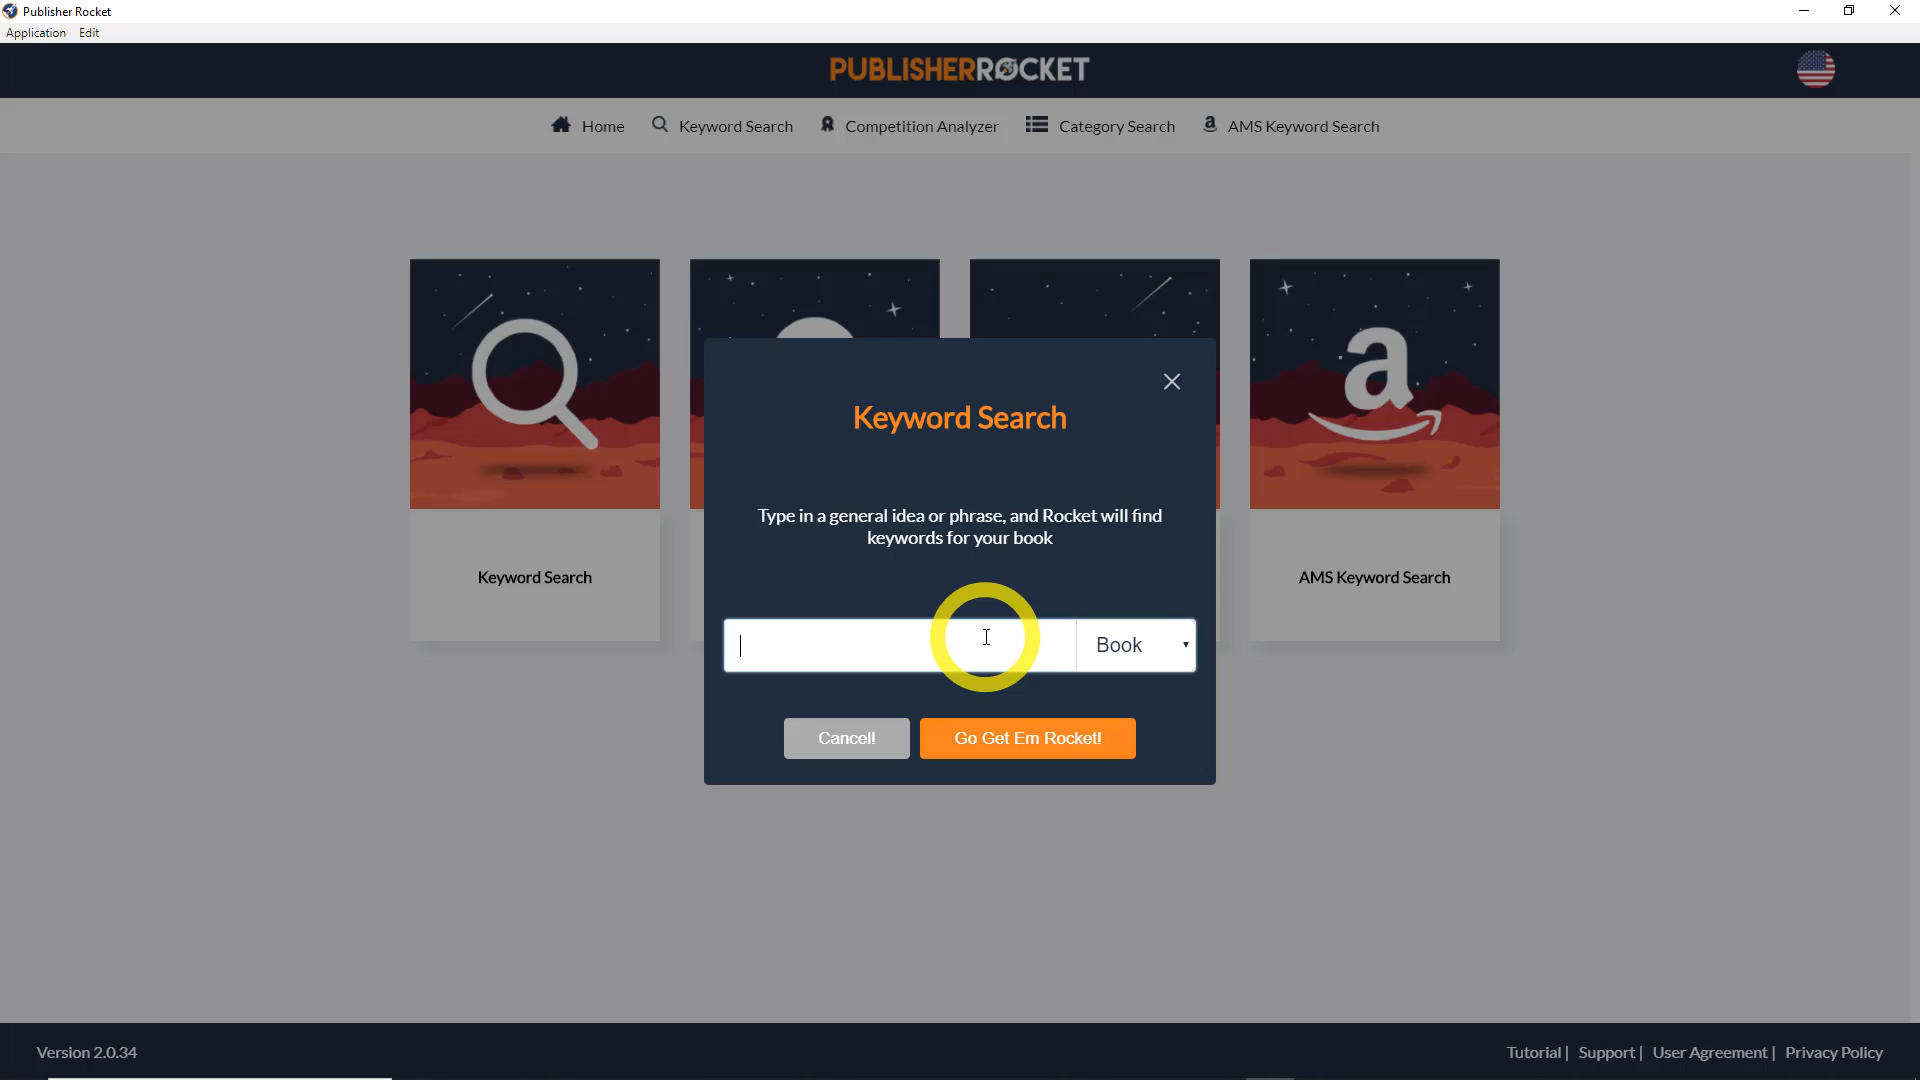 Publisher Rocket
Application Edit
PUBLISHERROCKET
Home Keyword Search Competition Analyzer Category Search AMS Keyword Search
Keyword Search
Type in a general idea or phrase, and Rocket will find
keywords for your book
Keyword Search
AMS Keyword Search
Book
Cancel! Go Get Em Rocket!
Version 2.0.34
Tutorial | Support | User Agreement | Privacy Policy